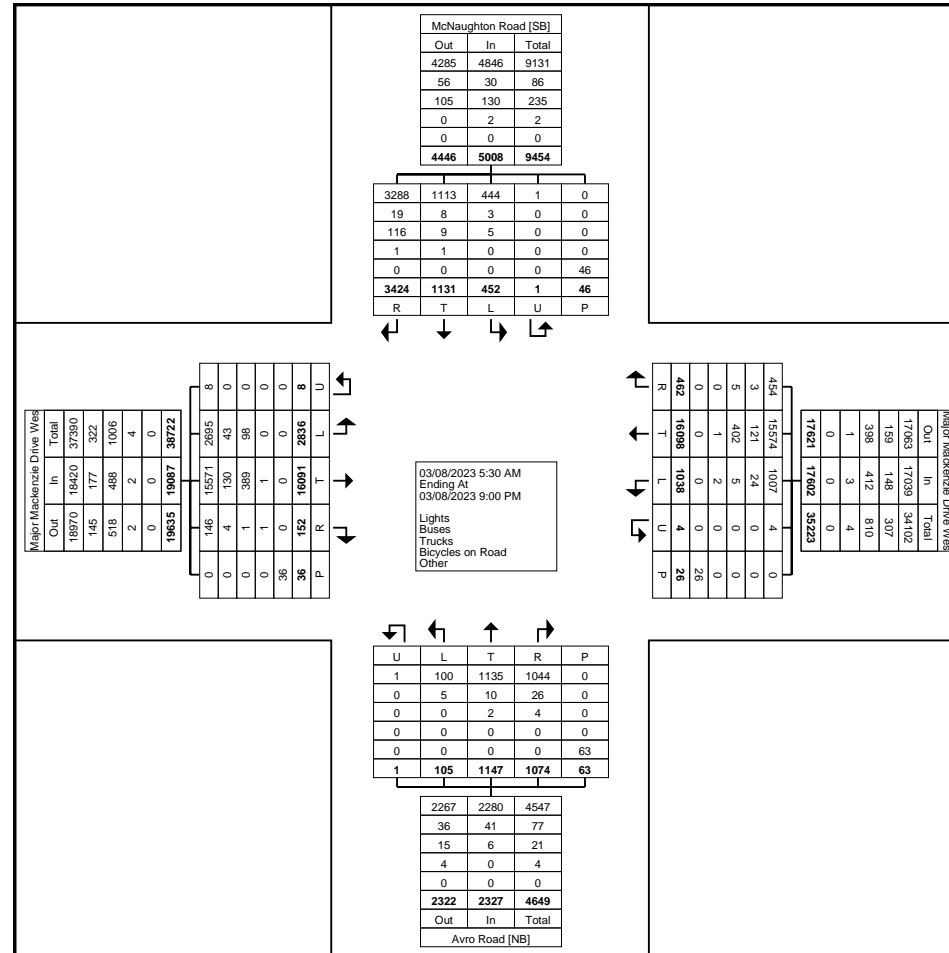 McNaughton Road [SB]
Out In Total
4285 4846 9131
56 30 86
105 130 235
0 2 2
0 0 0
4446 5008 9454
3288 1113 444 1 0
19 8 3 0 0
116 9 5 0 0
1 1 0 0 0
0 0 0 0 46
3424 1131 452 1 46
R T L U P
Major Mackenzie Drive Wes
Out In Total
18970 18420 37390
145 177 322
518 488 1006
2 2 4
0 0 0
19635 19087 38722
8 0 0 0 0 8 U
2695 43 98 0 0 2836 L
15571 130 389 1 0 16091 T
146 4 1 1 0 152 R
0 0 0 0 36 36 P
03/08/2023 5:30 AM
Ending At
03/08/2023 9:00 PM
Lights
Buses
Trucks
Bicycles on Road
Other
R 462 0 0 5 3 454
T 16098 0 1 402 121 15574
L 1038 0 2 5 24 1007
U 4 0 0 0 0 4
P 26 26 0 0 0 0
Major Mackenzie Drive Wes
Out In Total
17063 17039 34102
159 148 307
398 412 810
1 3 4
0 0 0
17621 17602 35223
U L T R P
1 100 1135 1044 0
0 5 10 26 0
0 0 2 4 0
0 0 0 0 0
0 0 0 0 63
1 105 1147 1074 63
2267 2280 4547
36 41 77
15 6 21
4 0 4
0 0 0
2322 2327 4649
Out In Total
Avro Road [NB]